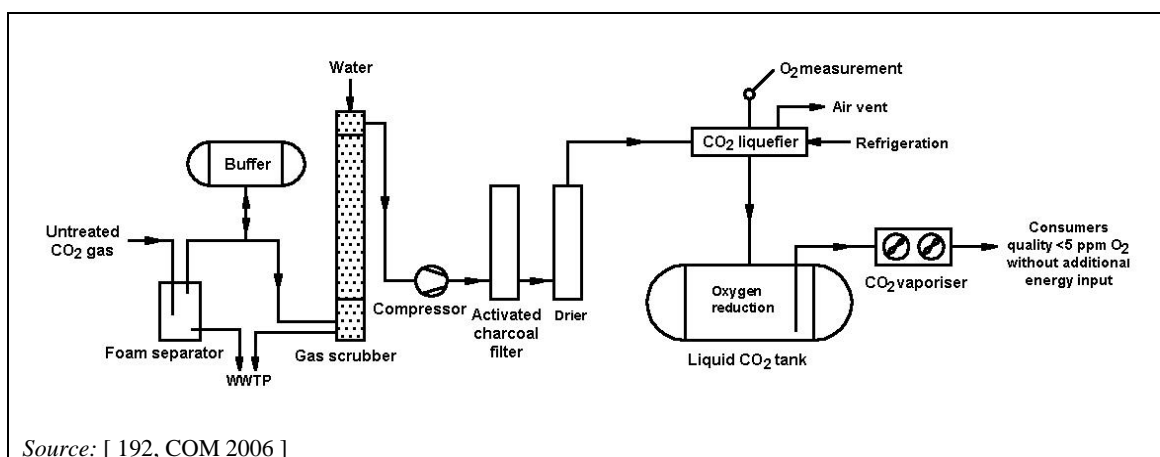 Water
Buffer
Untreated
CO2 gas
Foam separator
WWTP
Gas scrubber
Compressor
Activated
charcoal
filter
Drier
O2 measurement
Air vent
CO2 liquefier
Refrigeration
Oxygen
reduction
Liquid CO2 tank
CO2 vaporiser
Consumers
quality <5 ppm O2
without additional
energy input
Source: [ 192, COM 2006 ]